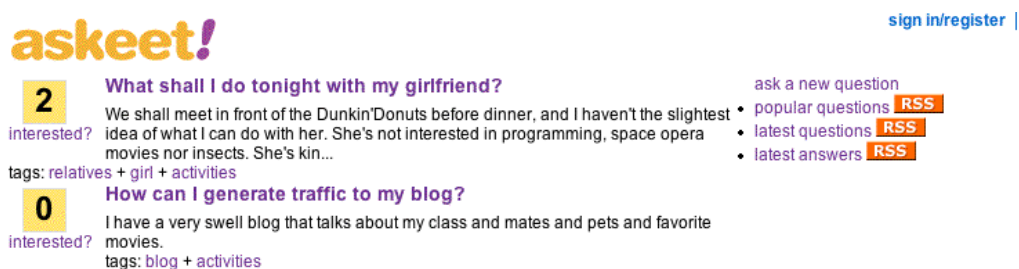 askeet!
sign in/register |
2
interested?
What shall I do tonight with my girlfriend?
We shall meet in front of the Dunkin'Donuts before dinner, and I haven't the slightest
idea of what I can do with her. She's not interested in programming, space opera
movies nor insects. She's kin...
tags: relatives + girl + activities
0
interested?
How can I generate traffic to my blog?
I have a very swell blog that talks about my class and mates and pets and favorite
movies.
tags: blog + activities
ask a new question
• popular questions RSS
• latest questions RSS
• latest answers RSS